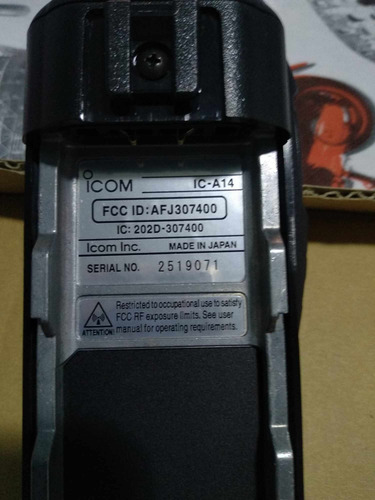 ICOM IC-A14
FCC ID: AFJ307400
IC: 202D-307400
Icom Inc. MADE IN JAPAN
SERIAL NO. 2519071
Restricted to occupational use to satisfy
FCC RF exposure limits. See user
manual for operating requirements.
ATTENTION